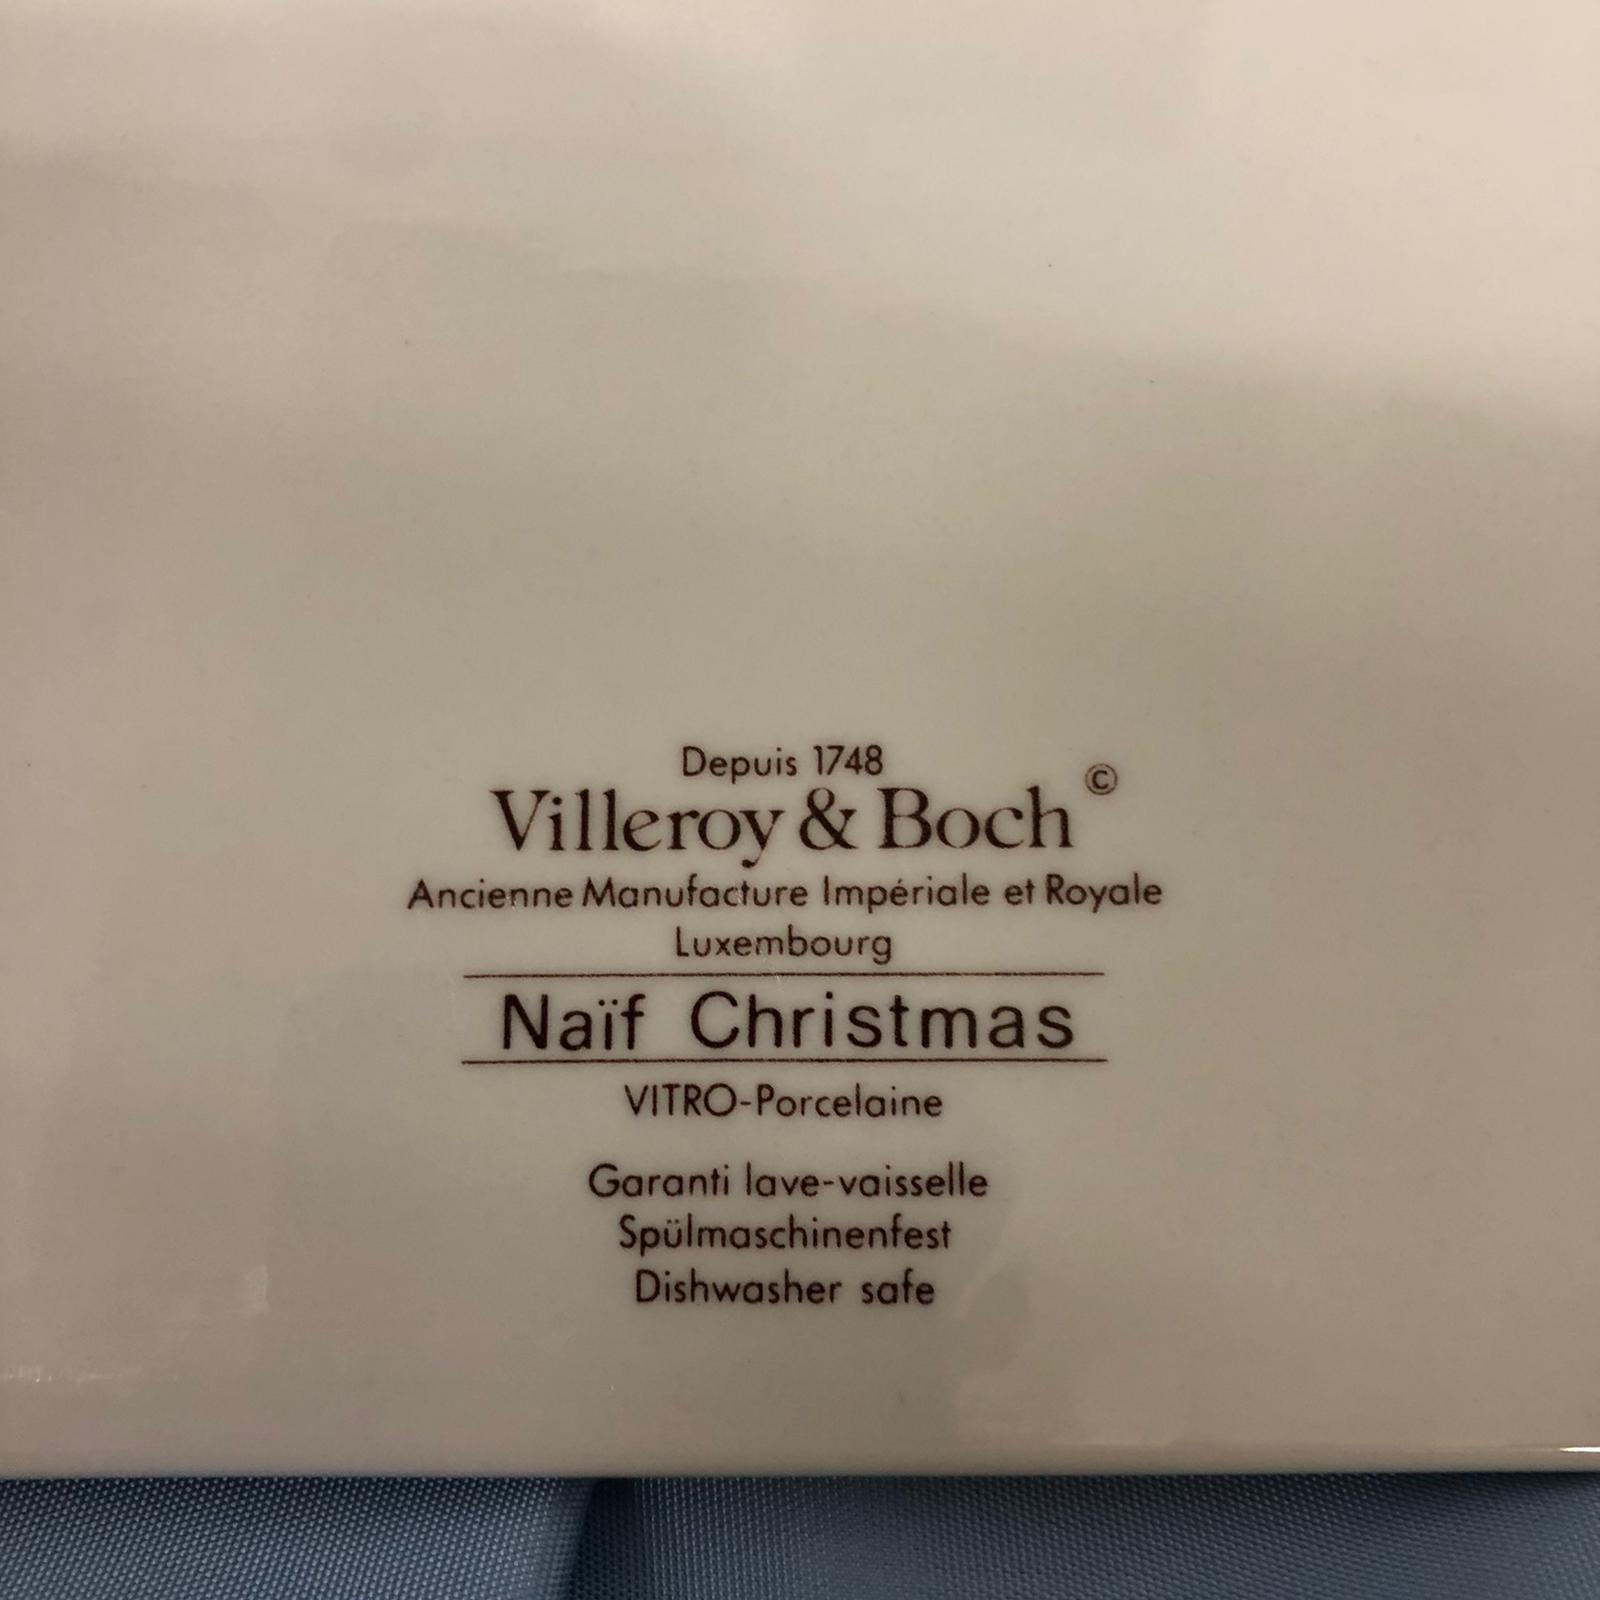 Depuis 1748
Villeroy & Boch ©
Ancienne Manufacture Impériale et Royale
Luxembourg
Naïf Christmas
VITRO-Porcelaine
Garanti lave-vaisselle
Spülmaschinenfest
Dishwasher safe